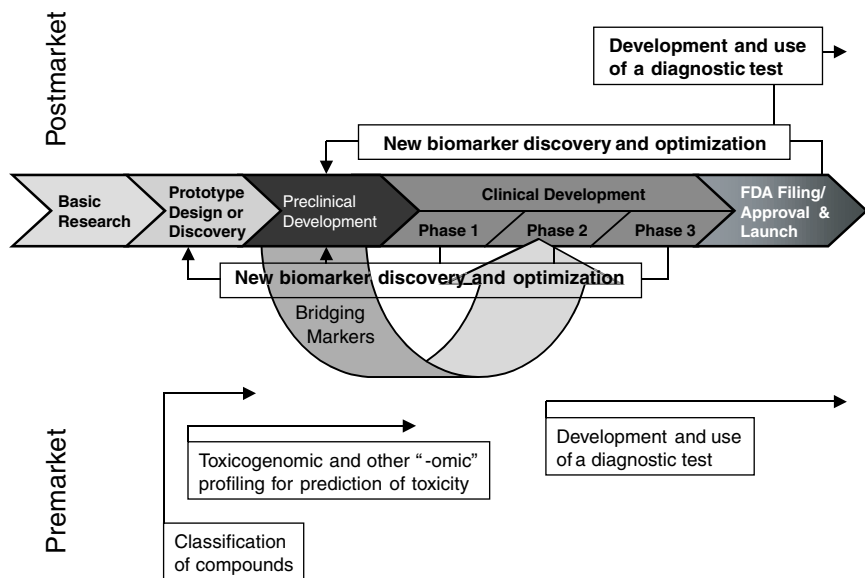 Postmarket
Development and use
of a diagnostic test
New biomarker discovery and optimization
Basic
Research
Prototype
Design or
Discovery
Preclinical
Development
Clinical Development
Phase 1
Phase 2
Phase 3
FDA Filing/
Approval &
Launch
New biomarker discovery and optimization
Bridging
Markers
Premarket
Development and use
of a diagnostic test
Toxicogenomic and other “-omic”
profiling for prediction of toxicity
Classification
of compounds